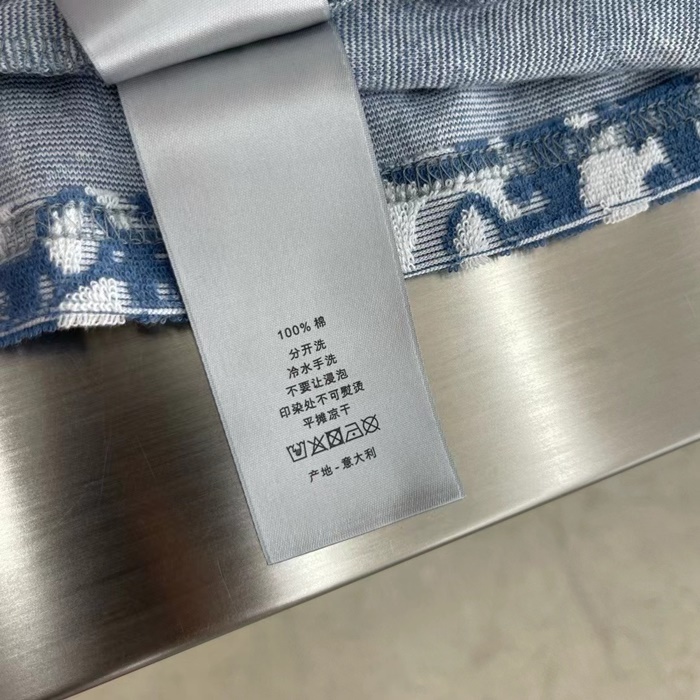 100% 棉
分开洗
冷水手洗
不要让浸泡
印染处不可熨烫
平摊凉干
产地-意大利